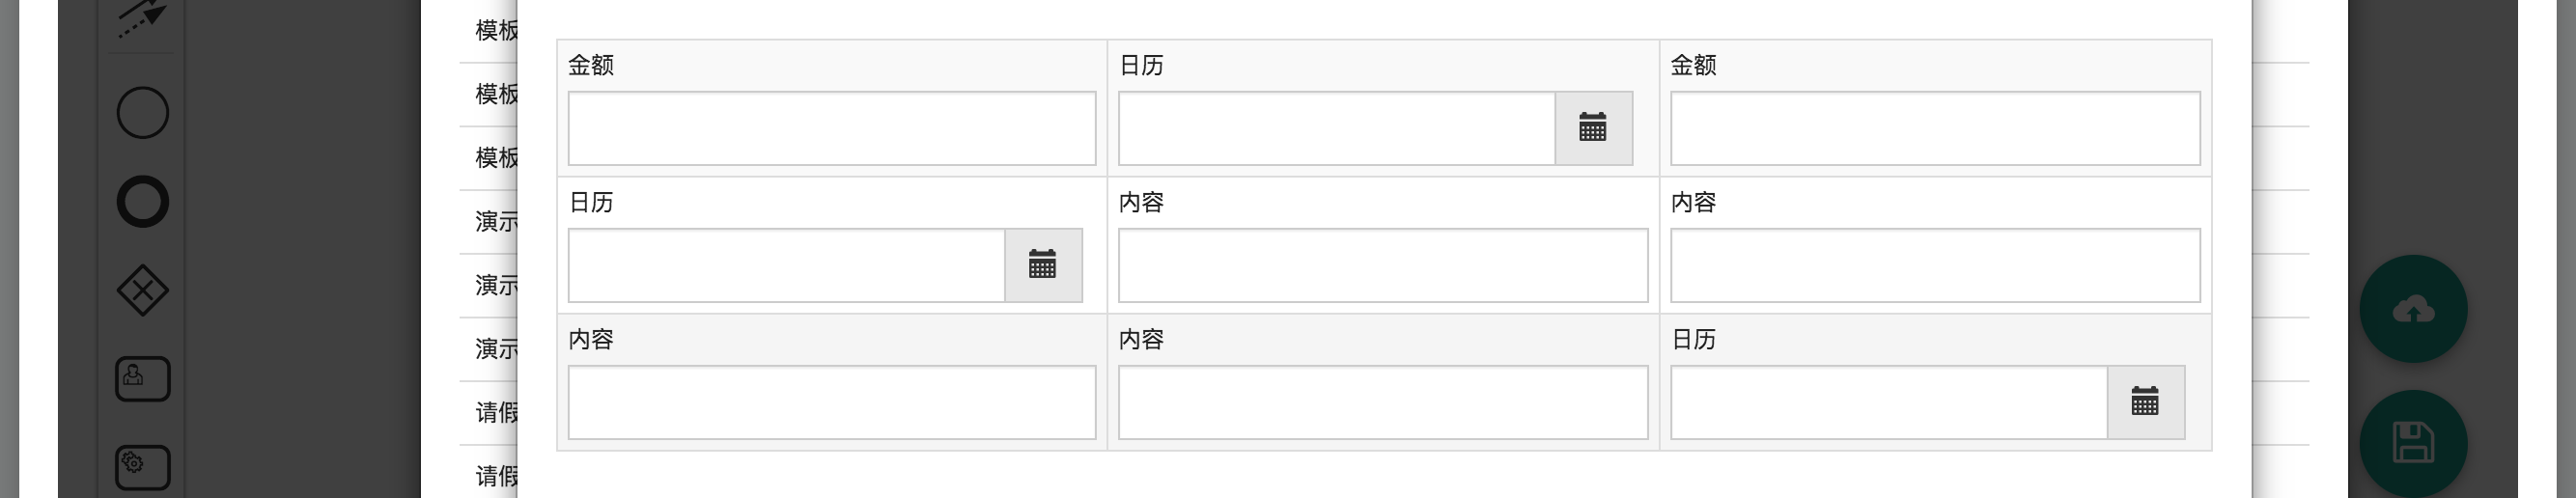 模板
模板
模板
演示
演示
演示
请假
请假
金额 日历 金额
日历 内容 内容
内容 内容 日历